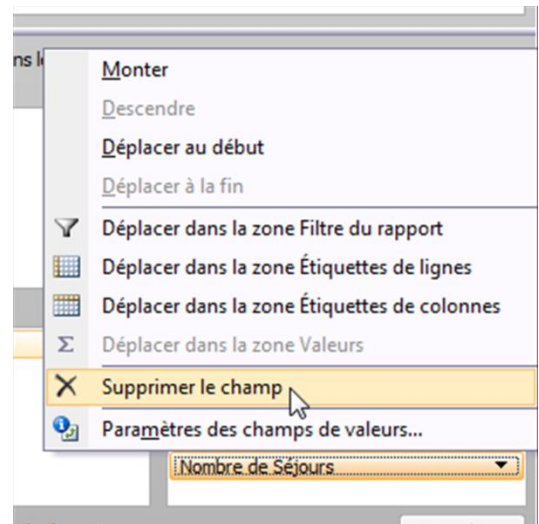 ns l
Monter
Descendre
Déplacer au début
Déplacer à la fin
Déplacer dans la zone Filtre du rapport
Déplacer dans la zone Étiquettes de lignes
Déplacer dans la zone Étiquettes de colonnes
Σ Déplacer dans la zone Valeurs
Supprimer le champ
Paramètres des champs de valeurs...
Nombre de Séjours